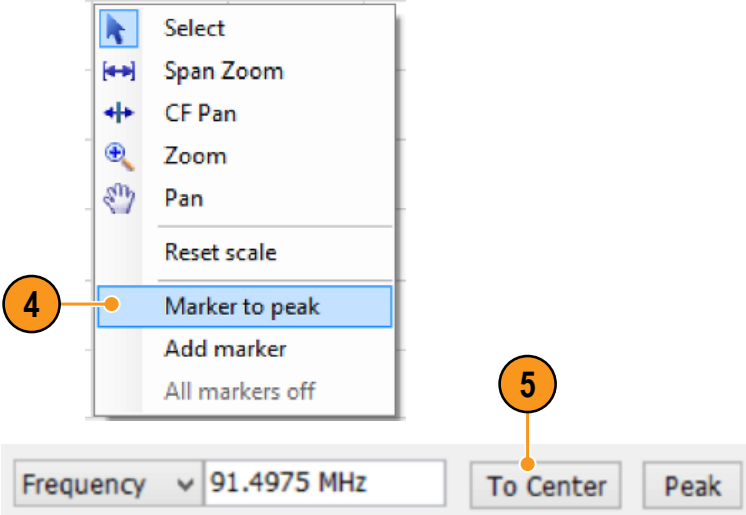 Select
Span Zoom
CF Pan
Zoom
Pan
Reset scale
4
Marker to peak
Add marker
All markers off
5
Frequency 91.4975 MHz To Center Peak